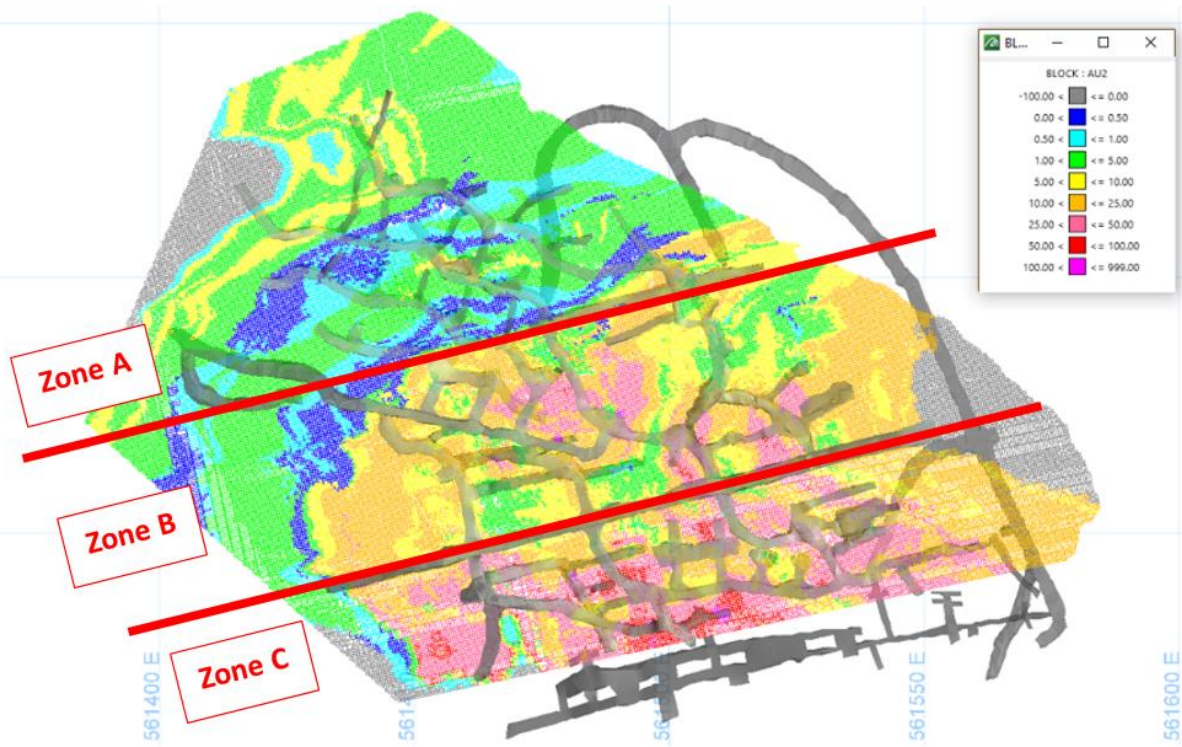 BL...
BLOCK : AU2
-100.00 < <= 0.00
0.00 < <= 0.50
0.50 < <= 1.00
1.00 < <= 5.00
5.00 < <= 10.00
10.00 < <= 25.00
25.00 < <= 50.00
50.00 < <= 100.00
100.00 < <= 999.00
Zone A
Zone B
Zone C
561400 E
561550 E
561600 E